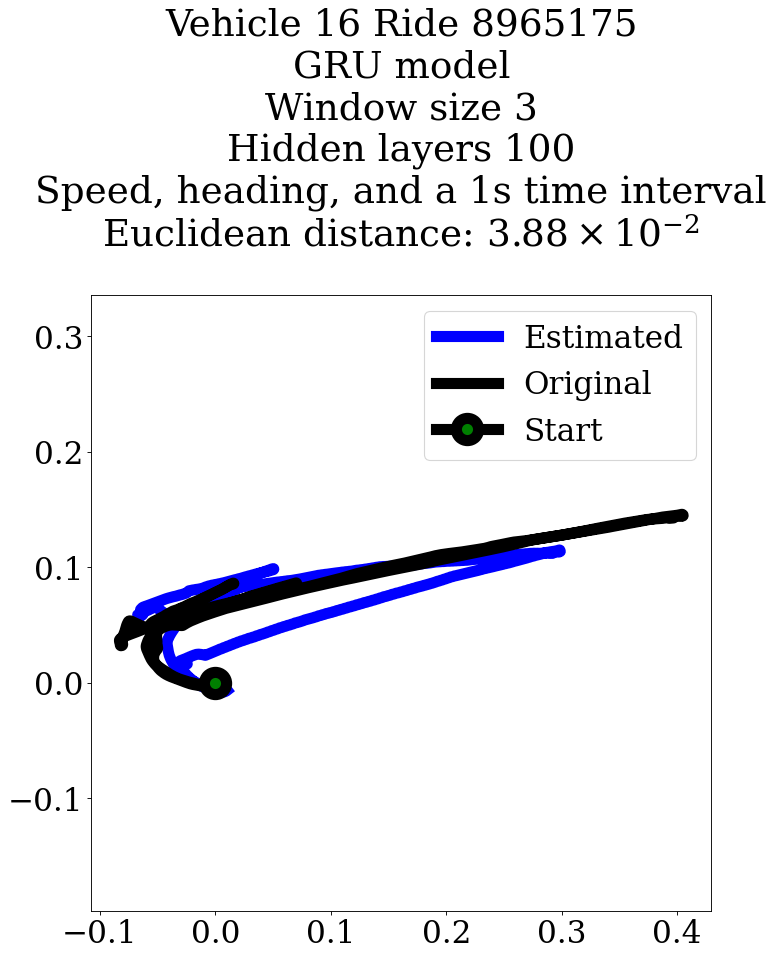 Vehicle 16 Ride 8965175
GRU model
Window size 3
Hidden layers 100
Speed, heading, and a 1s time interval
Euclidean distance: 3.88 × 10⁻²
Estimated
Original
Start
0.3
0.2
0.1
0.0
−0.1
−0.1 0.0 0.1 0.2 0.3 0.4